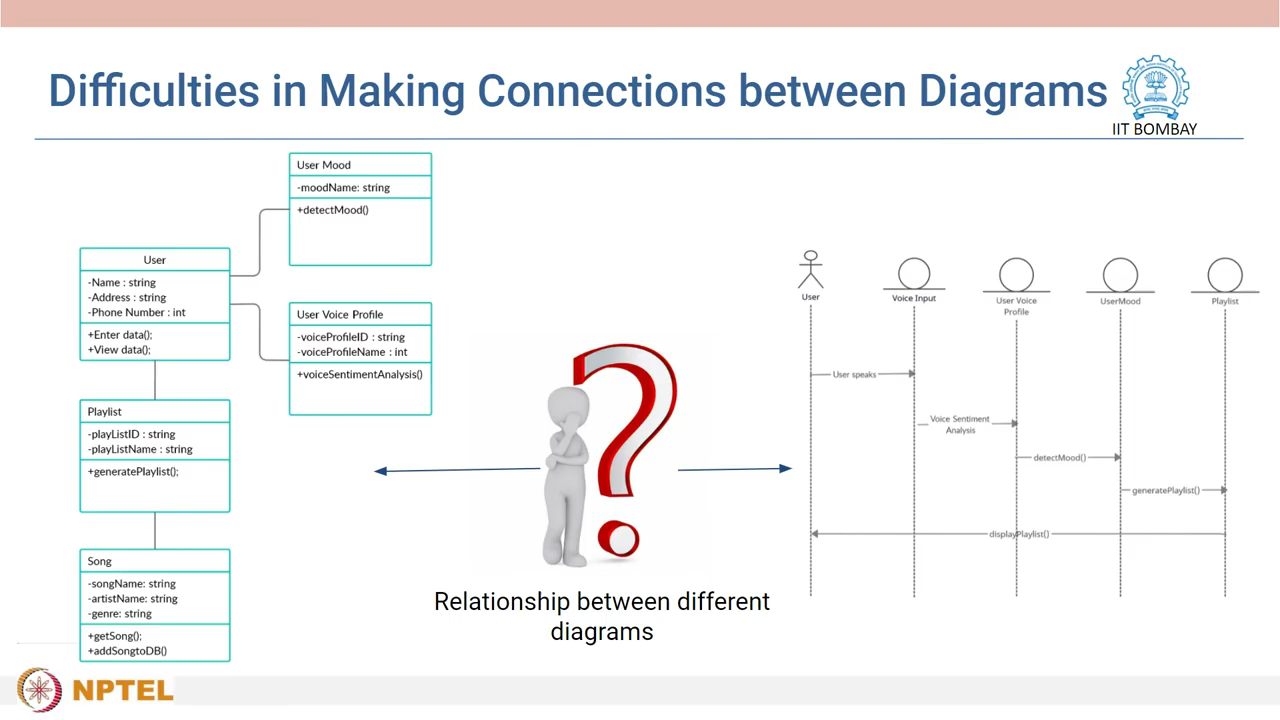 Difficulties in Making Connections between Diagrams
IIT BOMBAY
User Mood
-moodName: string
+detectMood()
User
-Name : string
-Address : string
-Phone Number : int
+Enter data();
+View data();
User Voice Profile
-voiceProfileID : string
-voiceProfileName : int
+voiceSentimentAnalysis()
Playlist
-playListID : string
-playListName : string
+generatePlaylist();
Song
-songName: string
-artistName: string
-genre: string
+getSong();
+addSongtoDB()
Relationship between different
diagrams
User
Voice Input
User Voice
Profile
UserMood
Playlist
User speaks
Voice Sentiment
Analysis
detectMood()
generatePlaylist()
displayPlaylist()
NPTEL